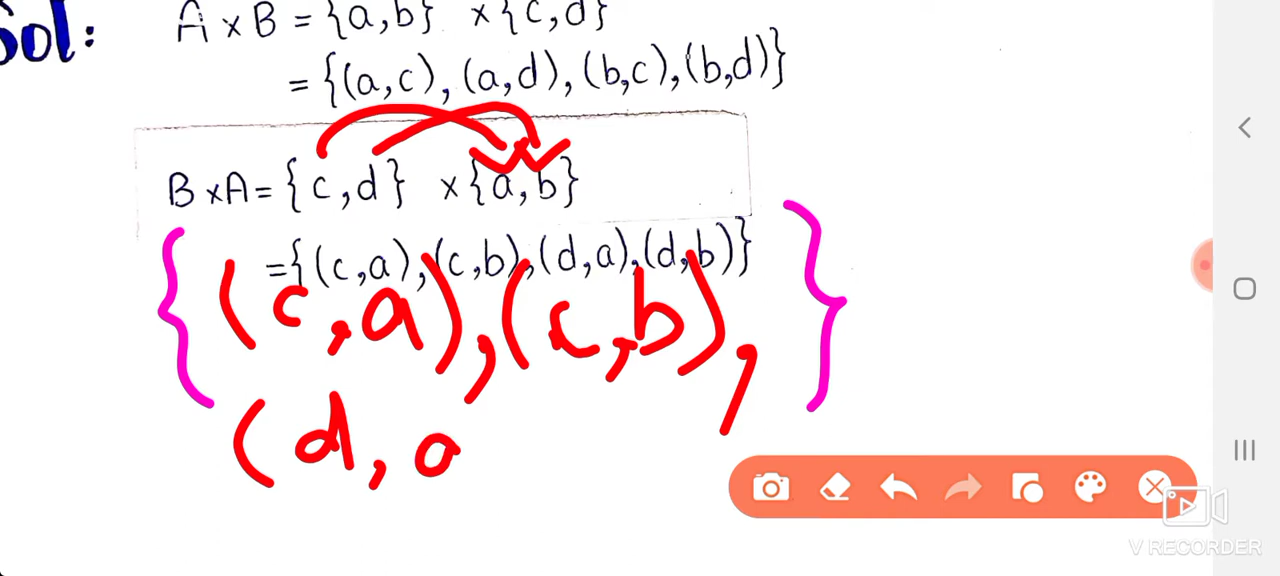 Sol: A × B = {a,b} × {c,d}
= {(a,c), (a,d), (b,c), (b,d)}
B × A = {c,d} × {a,b}
= {(c,a), (c,b), (d,a), (d,b)}
{ (c,a), (c,b), }
(d, a
V RECORDER